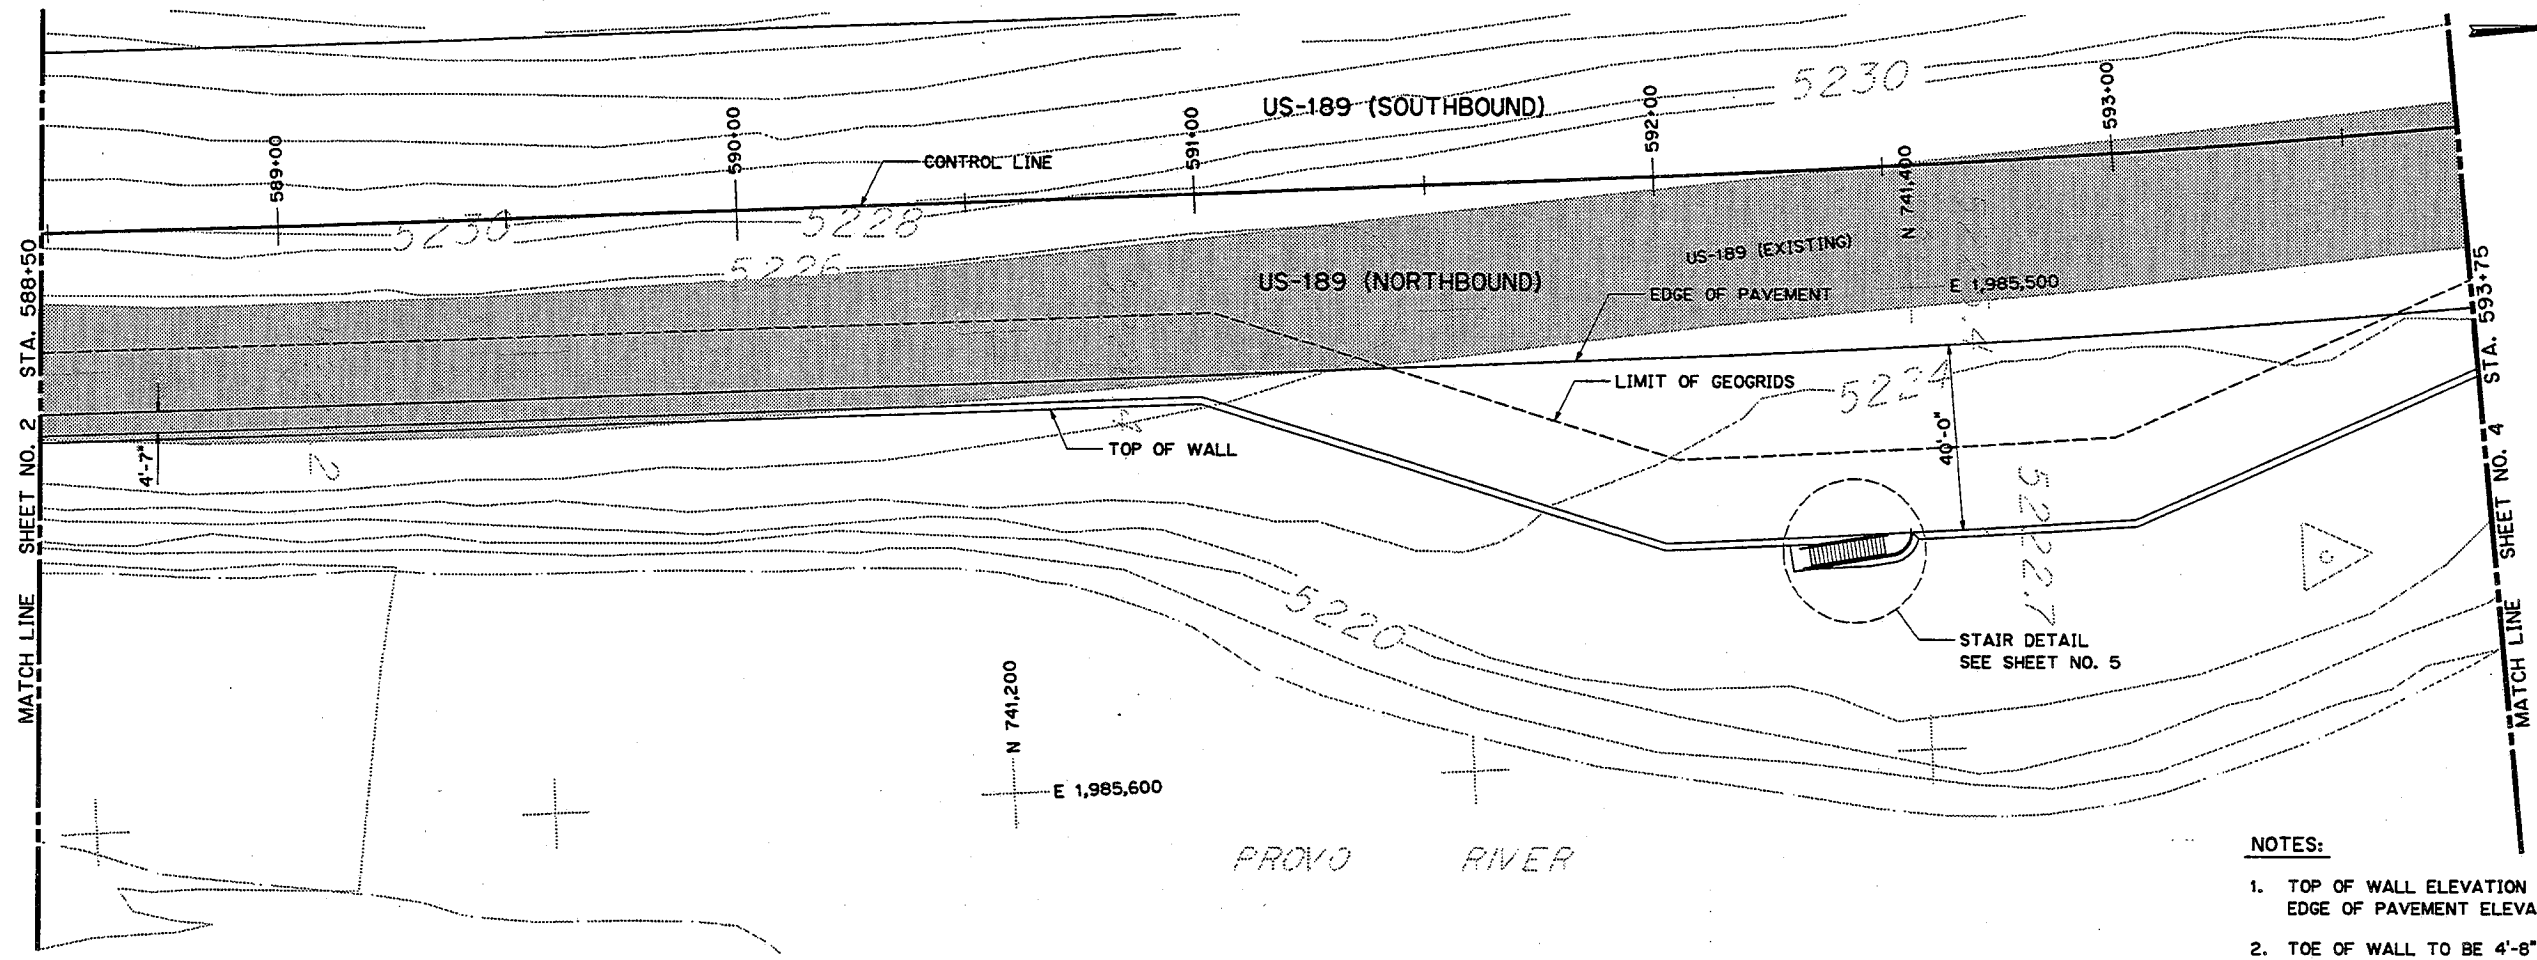 MATCH LINE SHEET NO. 2 STA. 588+50
589+00
590+00
591+00
592+00
593+00
5230
US-189 (SOUTHBOUND)
CONTROL LINE
N 741,400
5230
5228
5226
US-189 (EXISTING)
US-189 (NORTHBOUND)
EDGE OF PAVEMENT
E 1,985,500
LIMIT OF GEOGRIDS
5224
40'-0"
4'-7"
TOP OF WALL
5222.7
5220
STAIR DETAIL
SEE SHEET NO. 5
N 741,200
E 1,985,600
PROVO RIVER
MATCH LINE SHEET NO. 4 STA. 593+75
NOTES:
1. TOP OF WALL ELEVATION
EDGE OF PAVEMENT ELEVA
2. TOE OF WALL TO BE 4'-8"